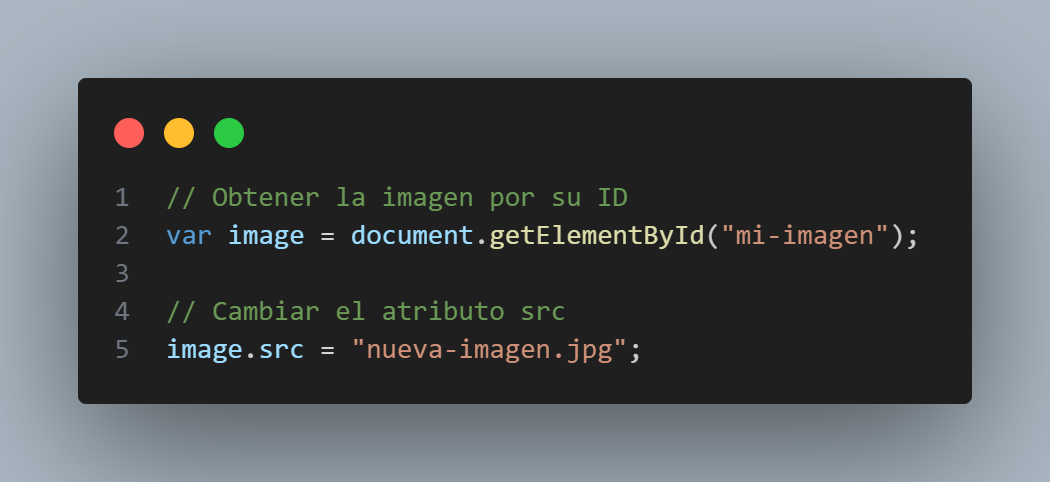 1 // Obtener la imagen por su ID
2 var image = document.getElementById("mi-imagen");
3
4 // Cambiar el atributo src
5 image.src = "nueva-imagen.jpg";